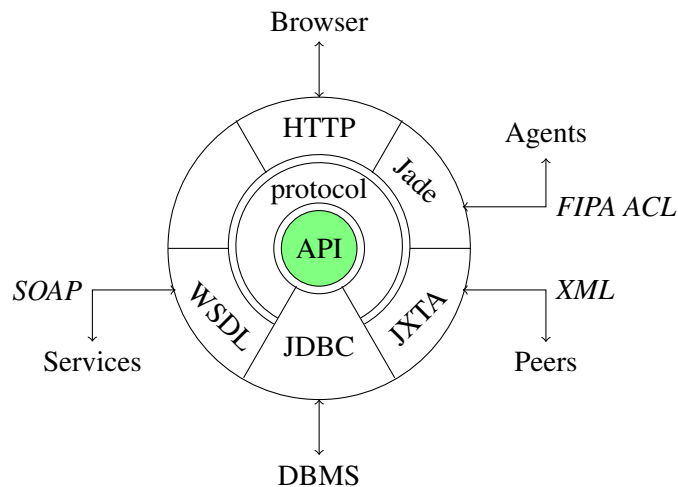 Browser
HTTP
Agents
Jade
protocol
FIPA ACL
API
SOAP
XML
WSDL
JXTA
JDBC
Services
Peers
DBMS